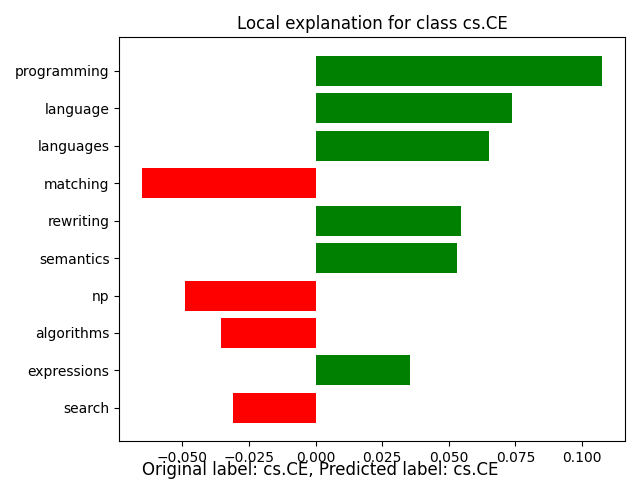 Local explanation for class cs.CE
programming
language
languages
matching
rewriting
semantics
np
algorithms
expressions
search
−0.050 −0.025 0.000 0.025 0.050 0.075 0.100
Original label: cs.CE, Predicted label: cs.CE